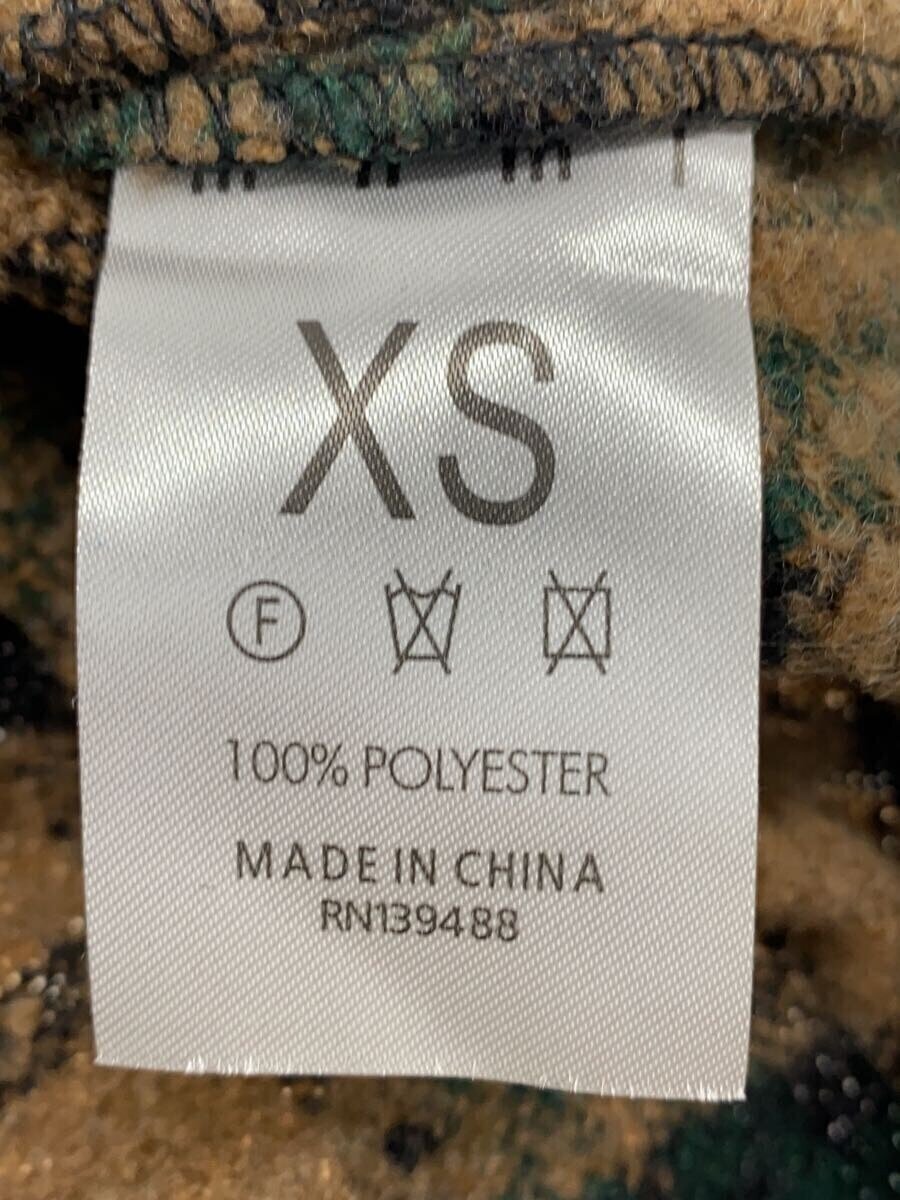 XS
F
100% POLYESTER
MADE IN CHINA
RN139488